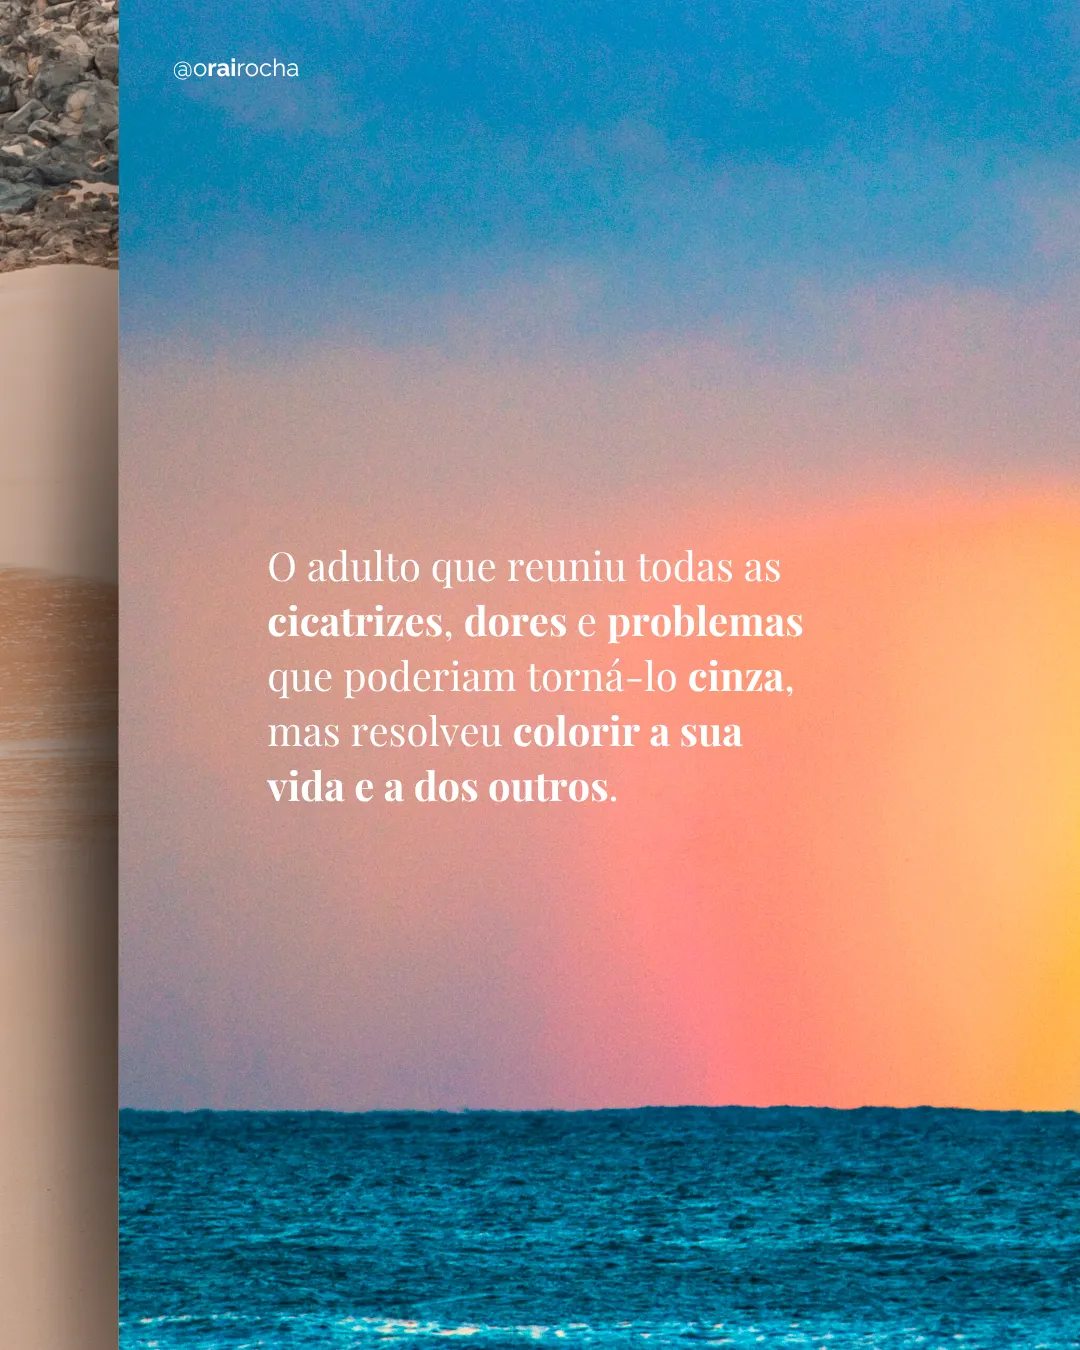 @orairocha
O adulto que reuniu todas as
cicatrizes, dores e problemas
que poderiam torná-lo cinza,
mas resolveu colorir a sua
vida e a dos outros.